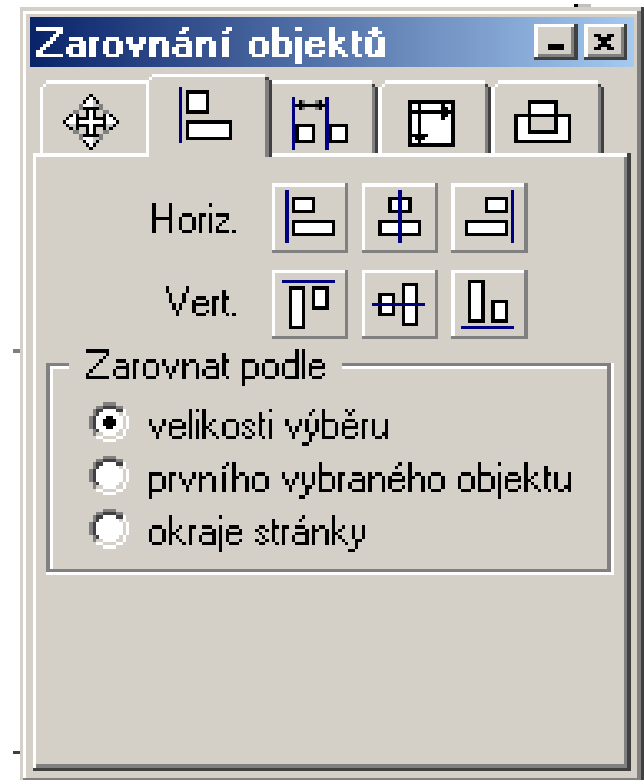 Zarovnání objektů
Horiz.
Vert.
Zarovnat podle
velikosti výběru
prvního vybraného objektu
okraje stránky